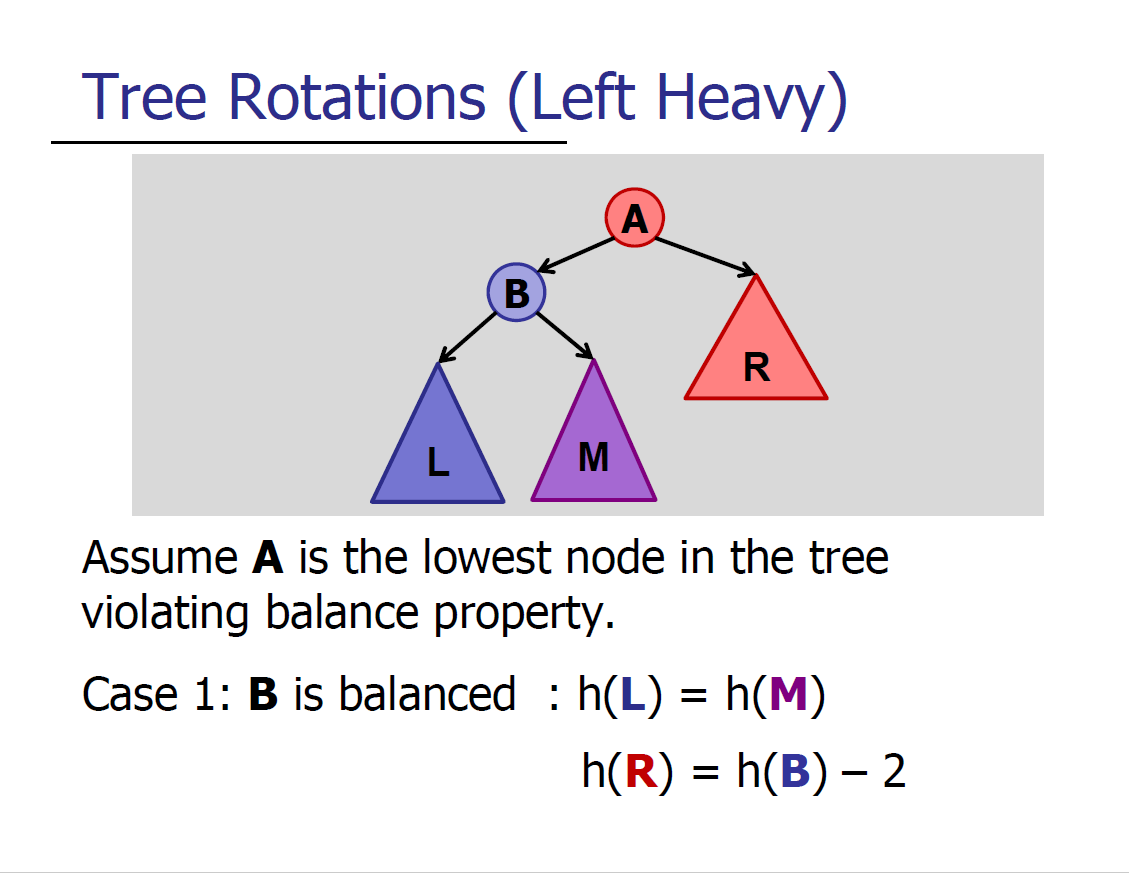 Tree Rotations (Left Heavy)
A
B
R
L
M
Assume A is the lowest node in the tree
violating balance property.
Case 1: B is balanced : h(L) = h(M)
h(R) = h(B) – 2